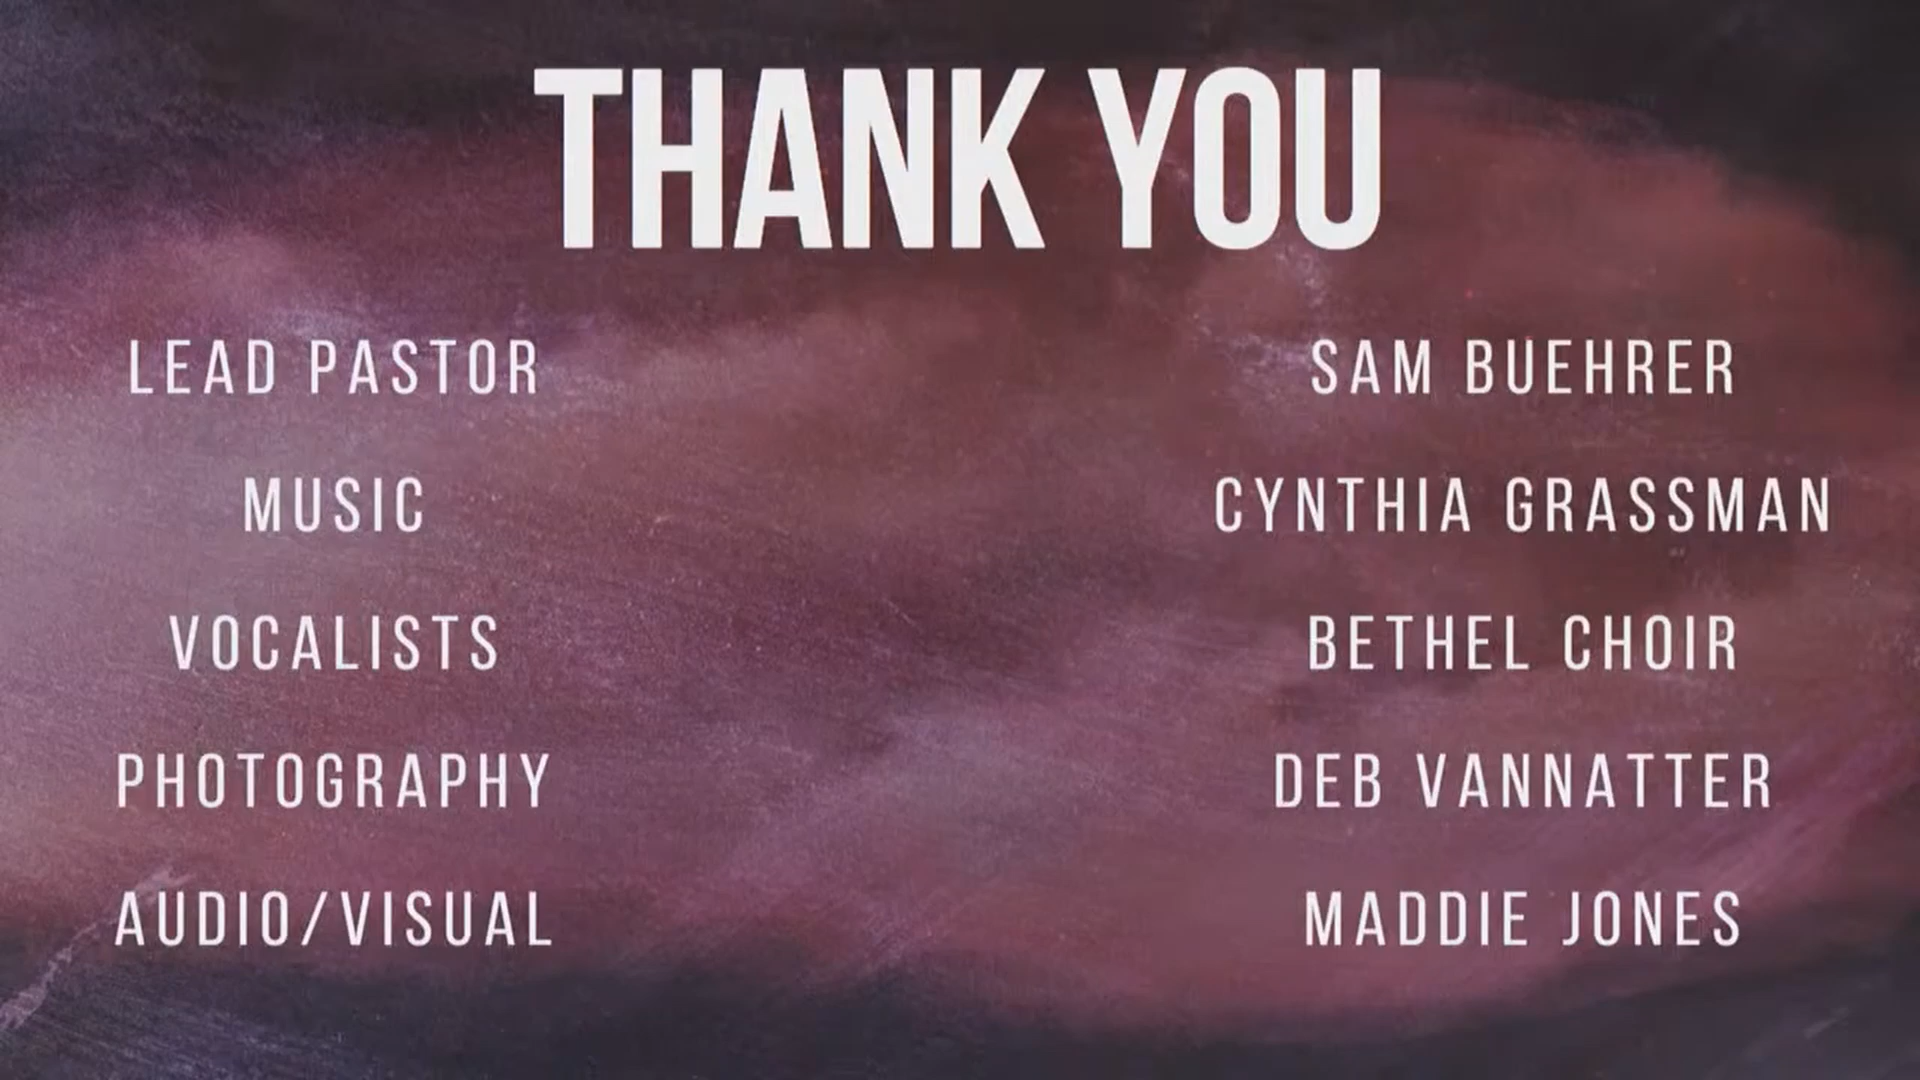 THANK YOU
LEAD PASTOR SAM BUEHRER
MUSIC CYNTHIA GRASSMAN
VOCALISTS BETHEL CHOIR
PHOTOGRAPHY DEB VANNATTER
AUDIO/VISUAL MADDIE JONES